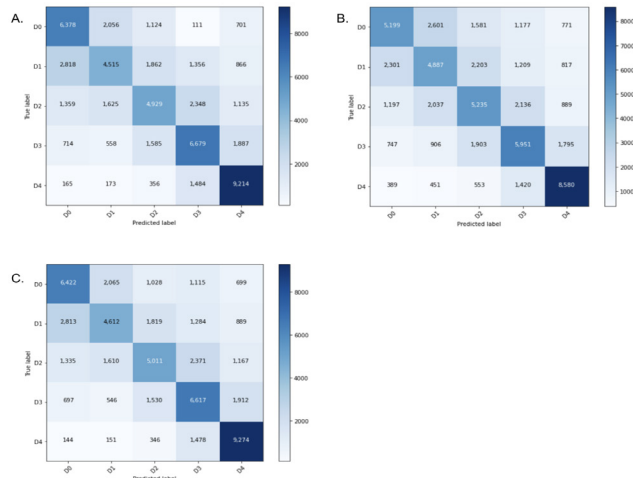 A.
D0 6,378 2,056 1,124 111 701
D1 2,818 4,515 1,862 1,356 866
D2 1,359 1,625 4,929 2,348 1,135
D3 714 558 1,585 6,679 1,887
D4 165 173 356 1,484 9,214
D0 D1 D2 D3 D4
Predicted label
True label
8000
6000
4000
2000
B.
D0 5,199 2,601 1,581 1,177 771
D1 2,301 4,887 2,203 1,209 817
D2 1,197 2,037 5,235 2,136 889
D3 747 906 1,903 5,951 1,795
D4 389 451 553 1,420 8,580
D0 D1 D2 D3 D4
Predicted label
True label
8000
7000
6000
5000
4000
3000
2000
1000
C.
D0 6,422 2,065 1,028 1,115 699
D1 2,813 4,612 1,819 1,284 889
D2 1,335 1,610 5,011 2,371 1,167
D3 697 546 1,530 6,617 1,912
D4 144 151 346 1,478 9,274
D0 D1 D2 D3 D4
Predicted label
True label
8000
6000
4000
2000